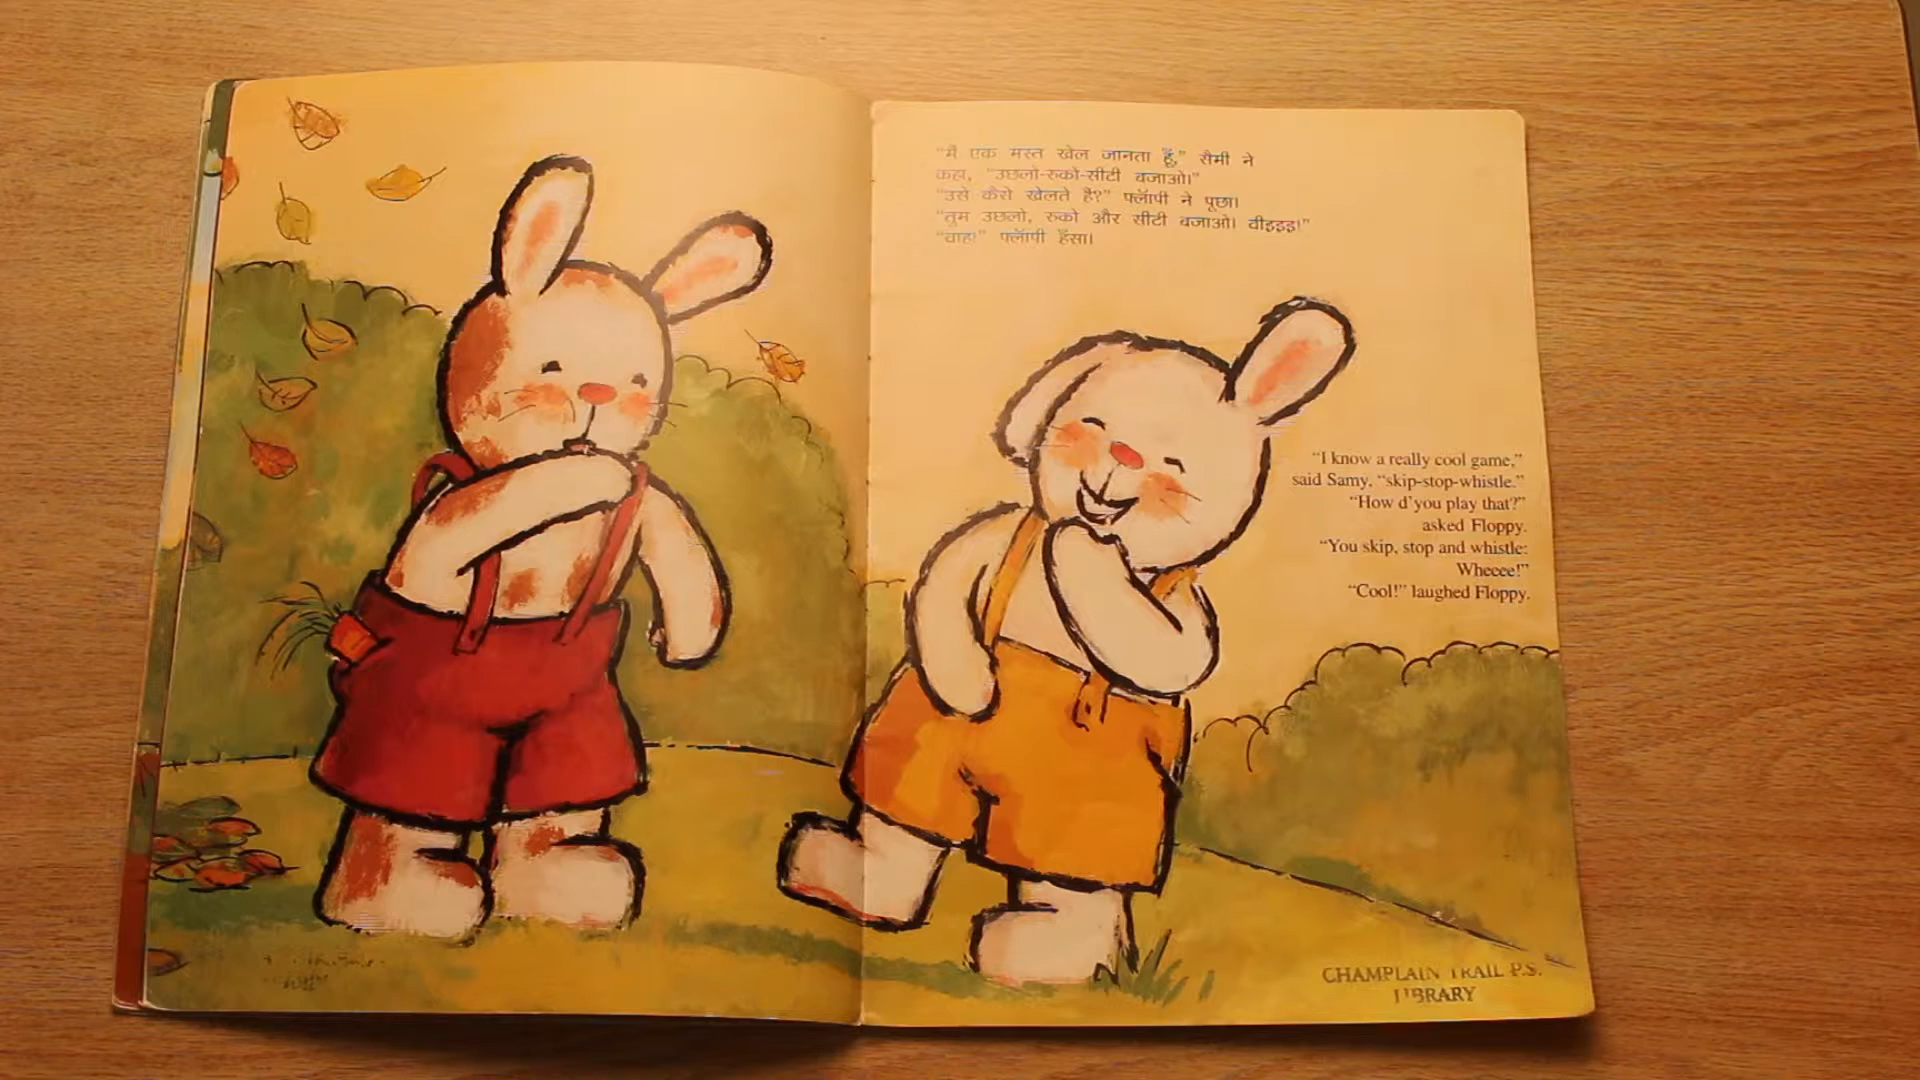 "मैं एक मस्त खेल जानता हूँ," सैमी ने
कहा, "उछलो-रुको-सीटी बजाओ।"
"उसे कैसे खेलते है?" फ्लॉपी ने पूछा।
"तुम उछलो, रुको और सीटी बजाओ। वीइइइ!"
"वाह!" फ्लॉपी हँसा।
"I know a really cool game,"
said Samy, "skip-stop-whistle."
"How d'you play that?"
asked Floppy.
"You skip, stop and whistle:
Wheeee!"
"Cool!" laughed Floppy.
CHAMPLAIN TRAIL P.S.
LIBRARY